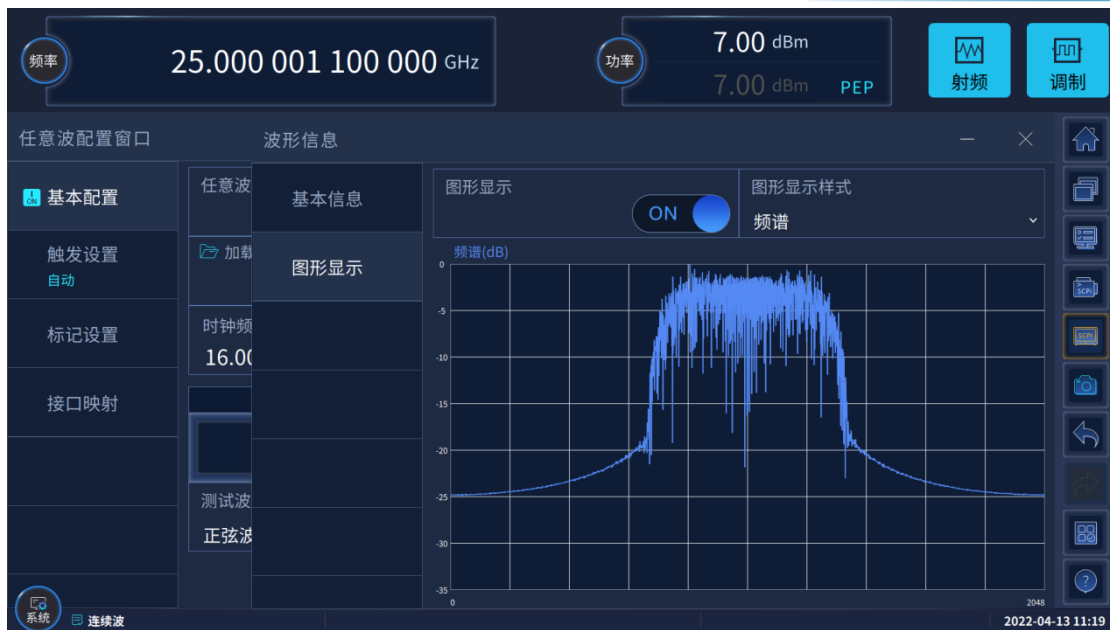 频率
25.000 001 100 000 GHz
功率
7.00 dBm
7.00 dBm PEP
射频
调制
任意波配置窗口
波形信息
ON
基本配置
触发设置
自动
标记设置
接口映射
任意波
加载
时钟频
16.00
测试波
正弦波
基本信息
图形显示
图形显示
ON
图形显示样式
频谱
频谱(dB)
0
-5
-10
-15
-20
-25
-30
-35
0
2048
SCPI
SCPI
系统
连续波
2022-04-13 11:19